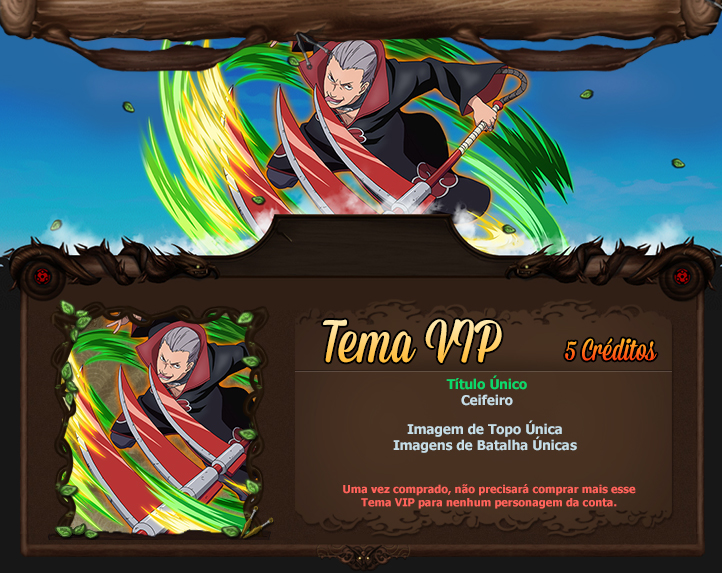 Tema VIP
5 Créditos
Título Único
Ceifeiro
Imagem de Topo Única
Imagens de Batalha Únicas
Uma vez comprado, não precisará comprar mais esse
Tema VIP para nenhum personagem da conta.